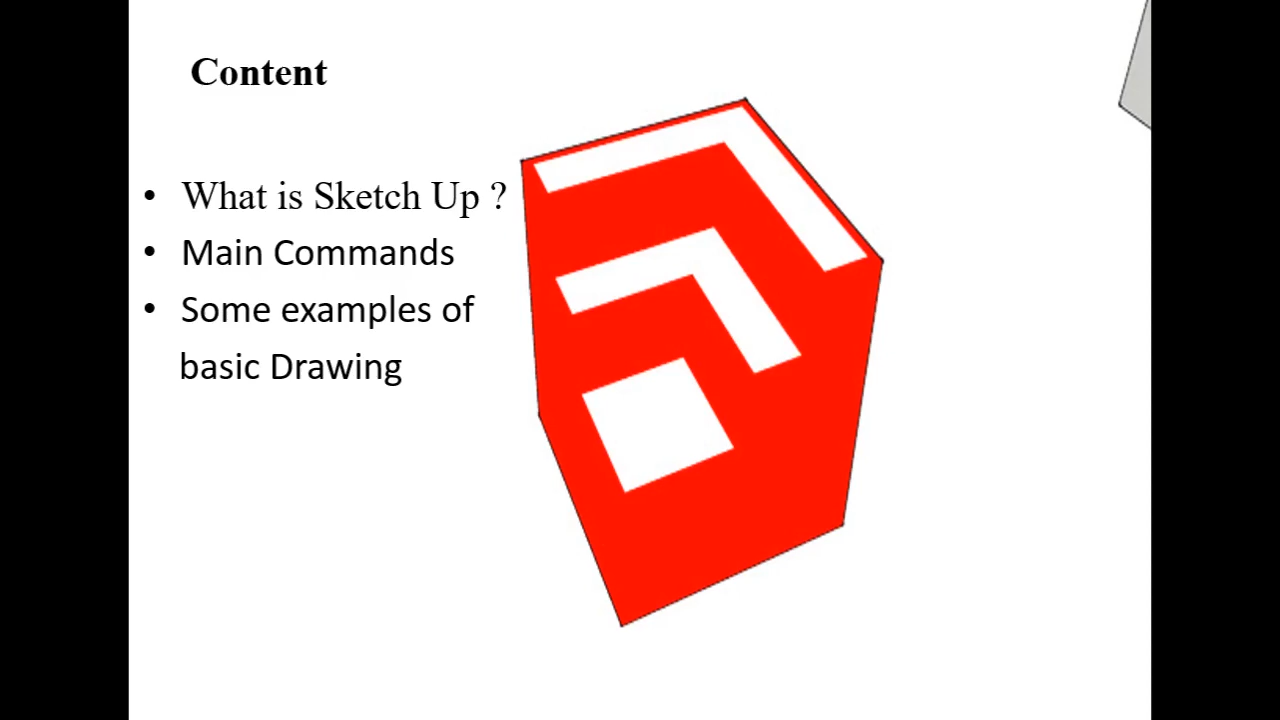 Content
• What is Sketch Up ?
• Main Commands
• Some examples of
basic Drawing